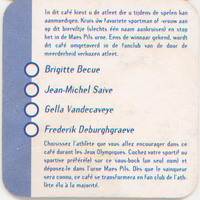 In dit café kiest u de atleet die u tijdens de spelen kan
aanmoedigen. Kruis uw favoriete sportman of -vrouw aan
op dit biervilte (slechts één naam aankruisen) en stop
het in de Maes Pils urne. Eens de winnaar gekend, wordt
dit café omgetoverd in de fanclub van de door de
meerderheid verkozen atleet.
Brigitte Becue
Jean-Michel Saive
Gella Vandecaveye
Frederik Deburghgraeve
Choisissez l'athlète que vous allez encourager dans ce
café durant les Jeux Olympiques. Cochez votre sportif ou
sportive préféré(e) sur ce sous-bock (un seul nom) et
déposez-le dans l'urne Maes Pils. Dès que le vainqueur
sera connu, ce café se transformera en fan club de l'ath-
lète élu à la majorité.